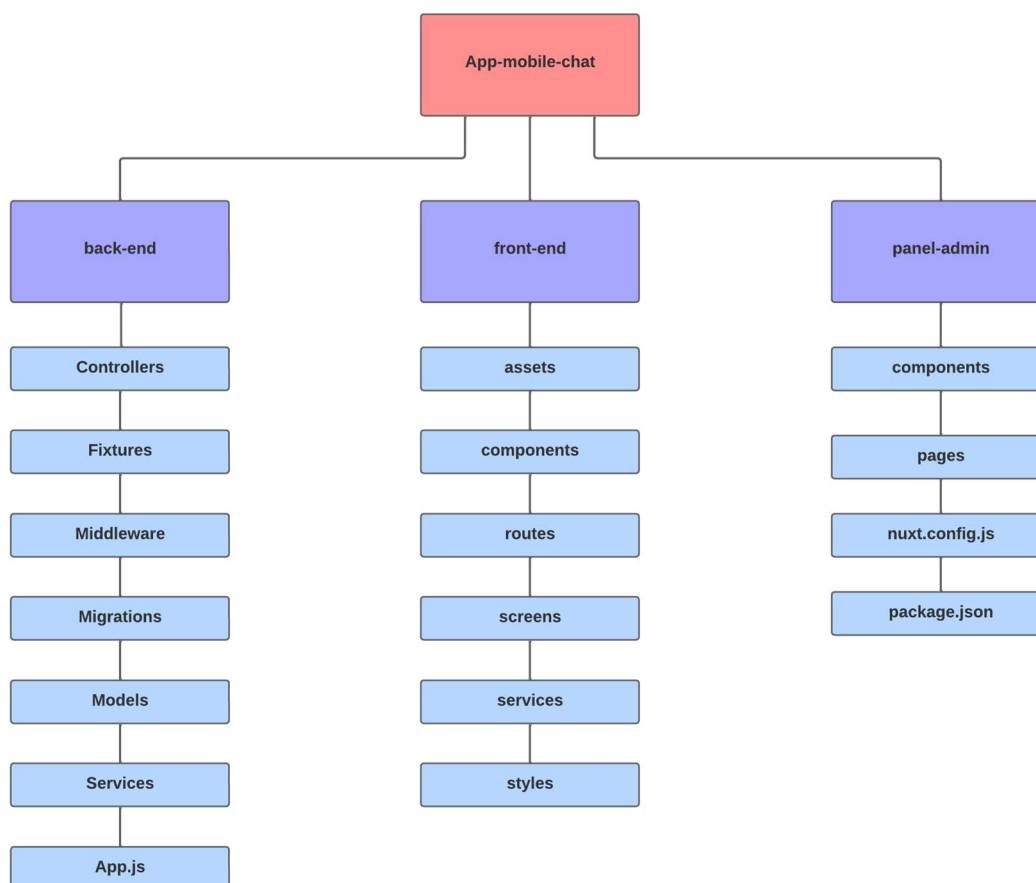 App-mobile-chat
back-end
front-end
panel-admin
Controllers
assets
components
Fixtures
components
pages
Middleware
routes
nuxt.config.js
Migrations
screens
package.json
Models
services
Services
styles
App.js